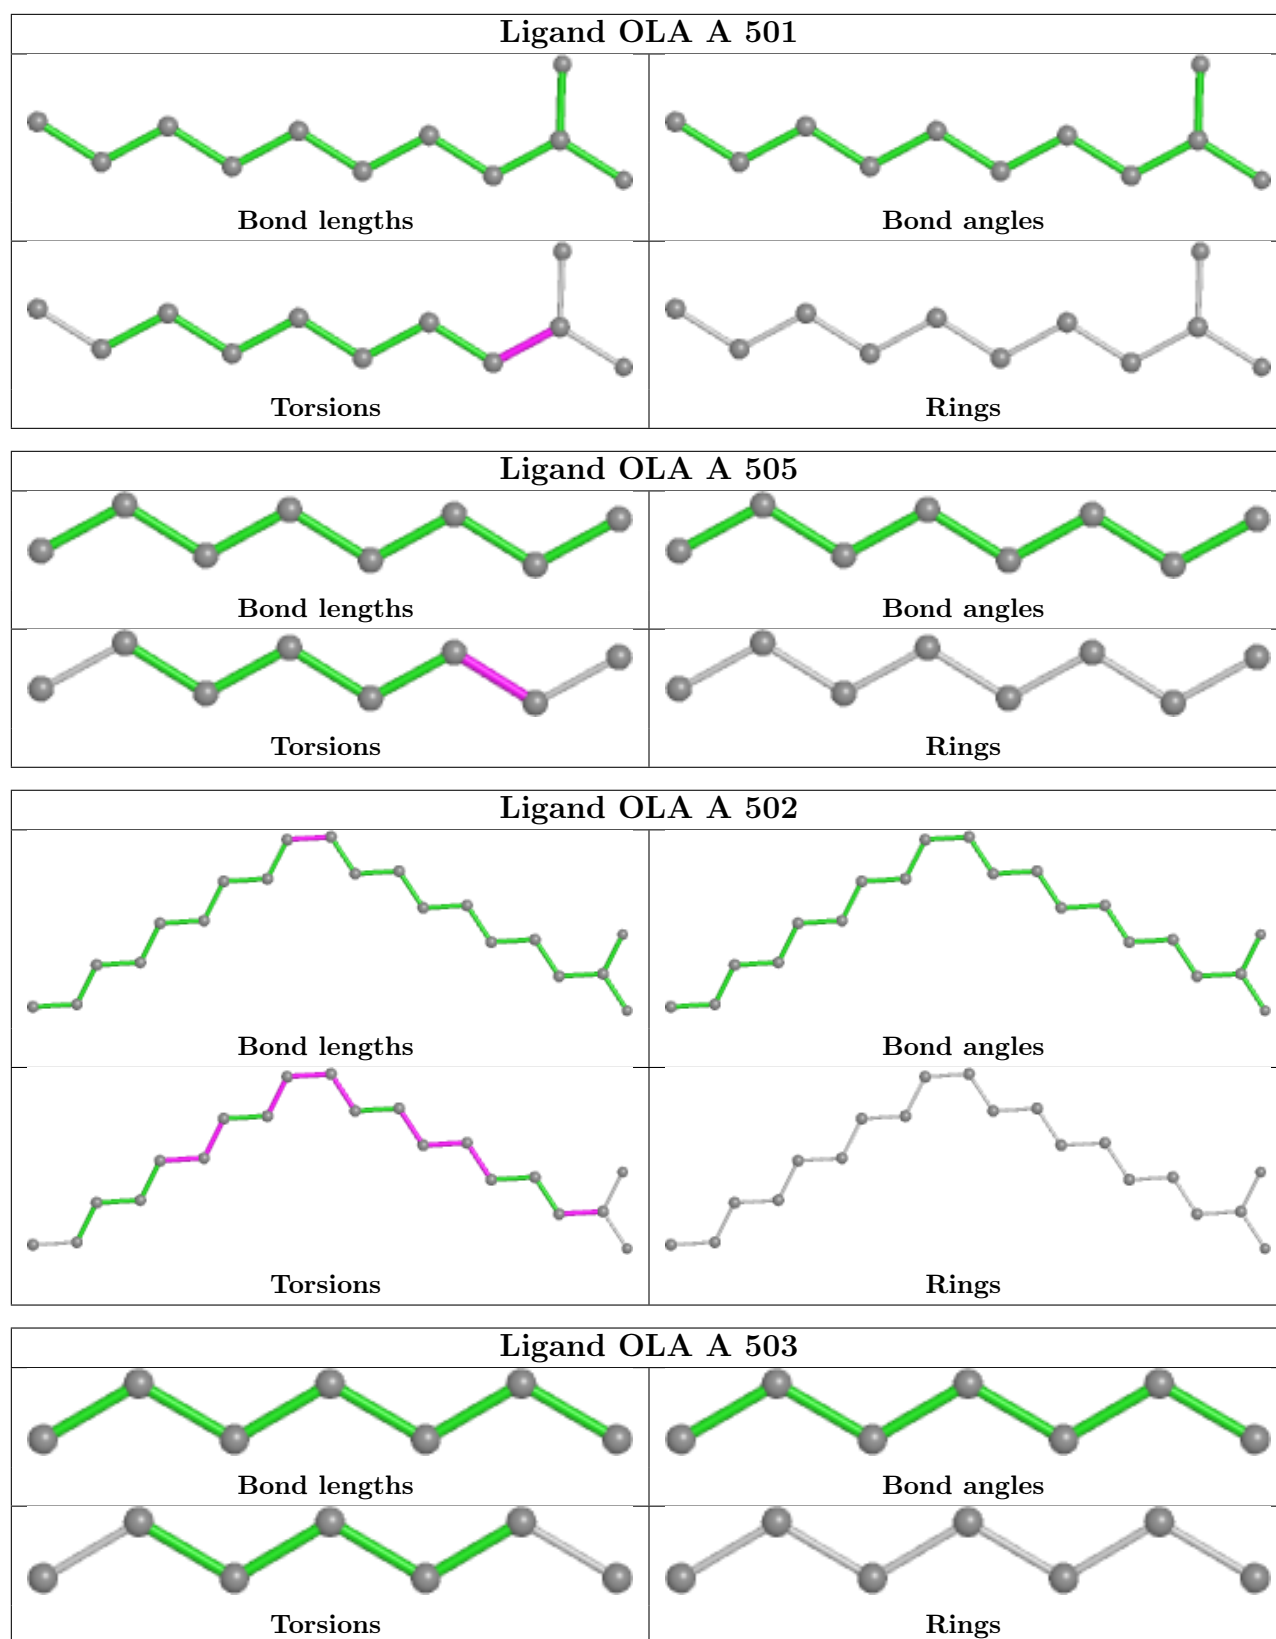 Ligand OLA A 501
Bond lengths
Bond angles
Torsions
Rings
Ligand OLA A 505
Bond lengths
Bond angles
Torsions
Rings
Ligand OLA A 502
Bond lengths
Bond angles
Torsions
Rings
Ligand OLA A 503
Bond lengths
Bond angles
Torsions
Rings